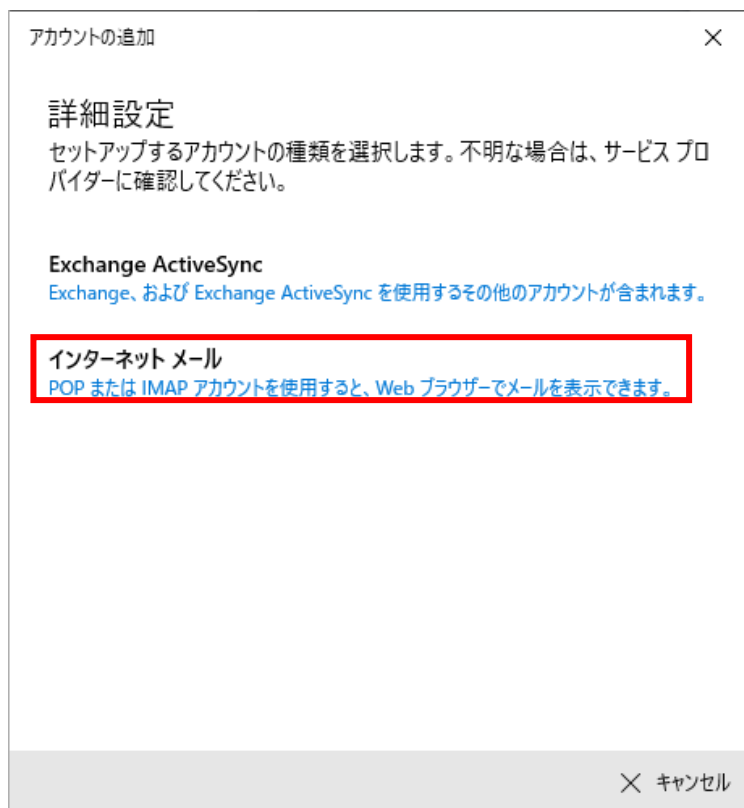 アカウントの追加
詳細設定
セットアップするアカウントの種類を選択します。不明な場合は、サービス プロ
バイダーに確認してください。
Exchange ActiveSync
Exchange、および Exchange ActiveSync を使用するその他のアカウントが含まれます。
インターネット メール
POP または IMAP アカウントを使用すると、Web ブラウザーでメールを表示できます。
キャンセル